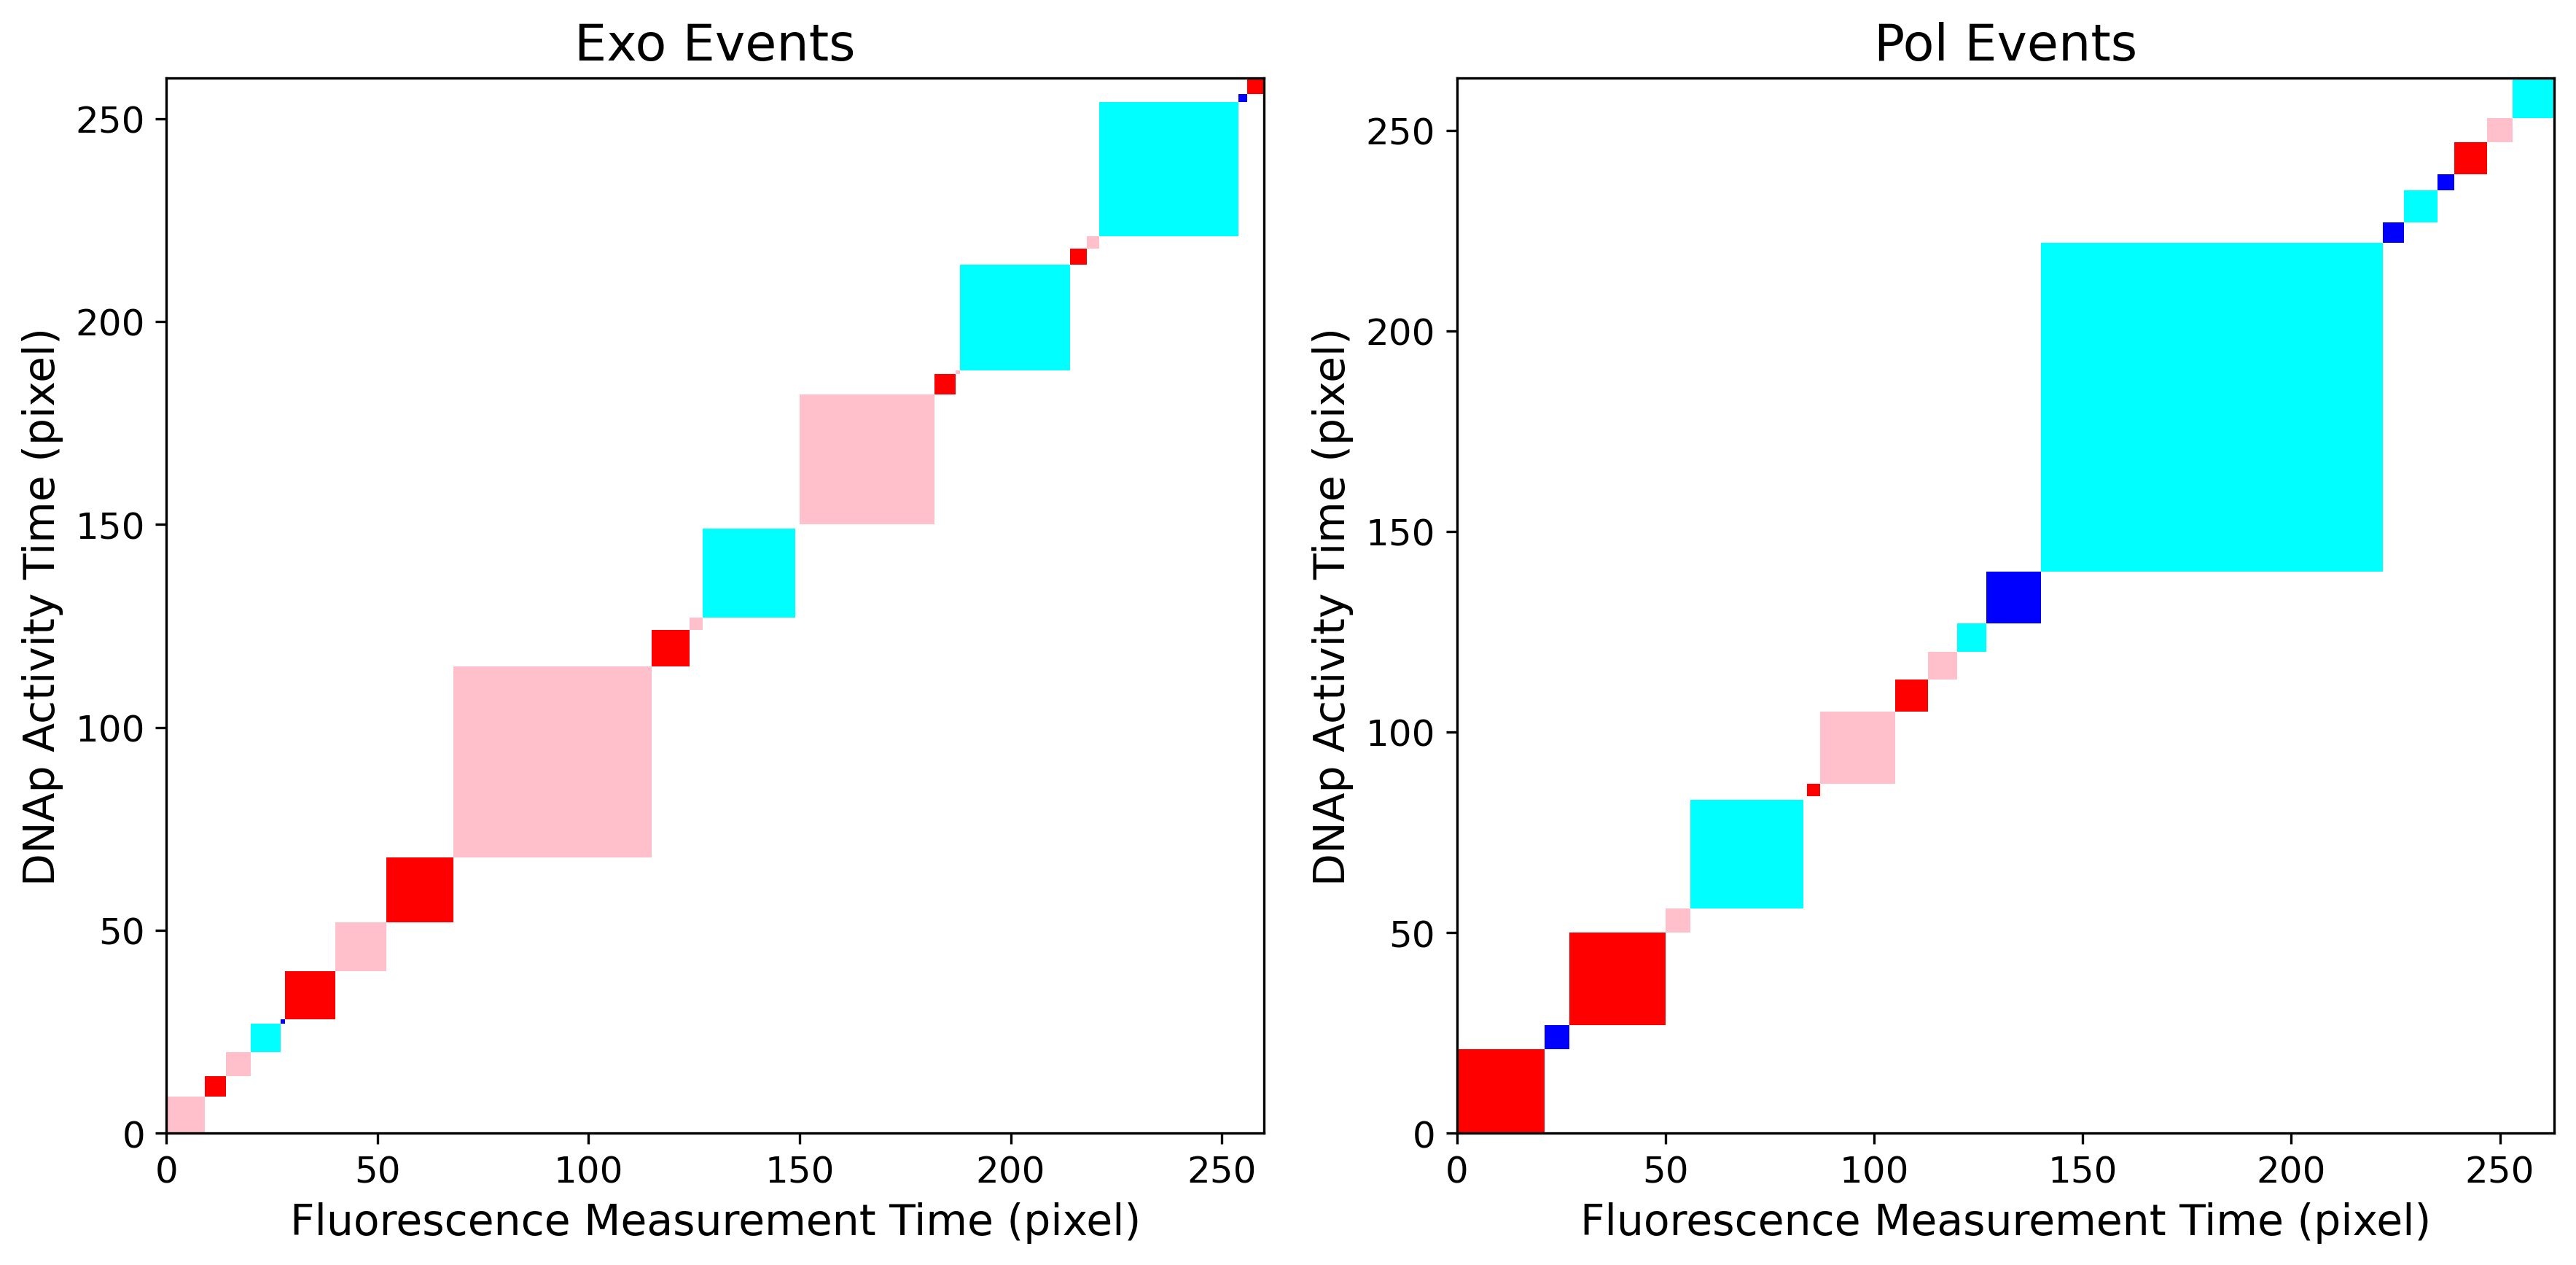 Exo Events
DNAp Activity Time (pixel)
250
200
150
100
50
0
0 50 100 150 200 250
Fluorescence Measurement Time (pixel)
Pol Events
DNAp Activity Time (pixel)
250
200
150
100
50
0
0 50 100 150 200 250
Fluorescence Measurement Time (pixel)